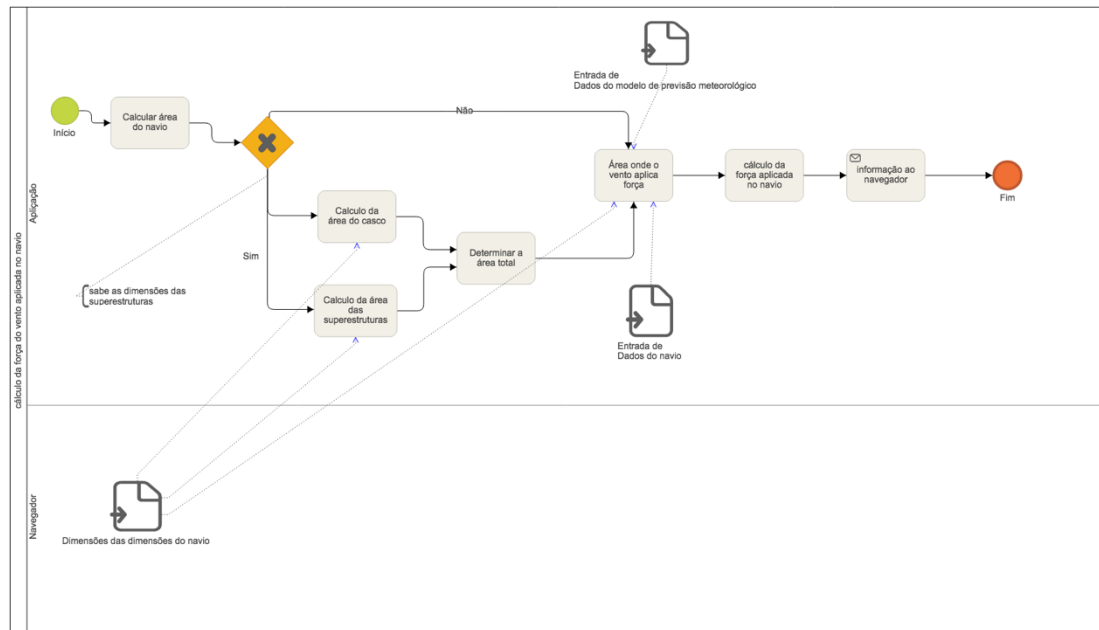 cálculo da força do vento aplicada no navio
Aplicação
Navegador
Início
Calcular área
do navio
Não
Sim
sabe as dimensões das
superestruturas
Calculo da
área do casco
Calculo da área
das
superestruturas
Determinar a
área total
Entrada de
Dados do modelo de previsão meteorológico
Área onde o
vento aplica
força
Entrada de
Dados do navio
cálculo da
força aplicada
no navio
informação ao
navegador
Fim
Dimensões das dimensões do navio